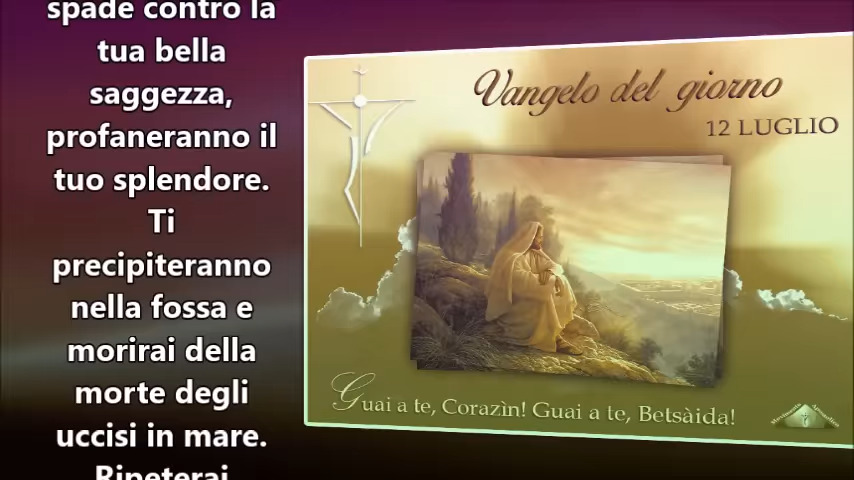 spade contro la
tua bella
saggezza,
profaneranno il
tuo splendore.
Ti
precipiteranno
nella fossa e
morirai della
morte degli
uccisi in mare.
Ripeterai
Vangelo del giorno
12 LUGLIO
Guai a te, Corazìn! Guai a te, Betsàida!